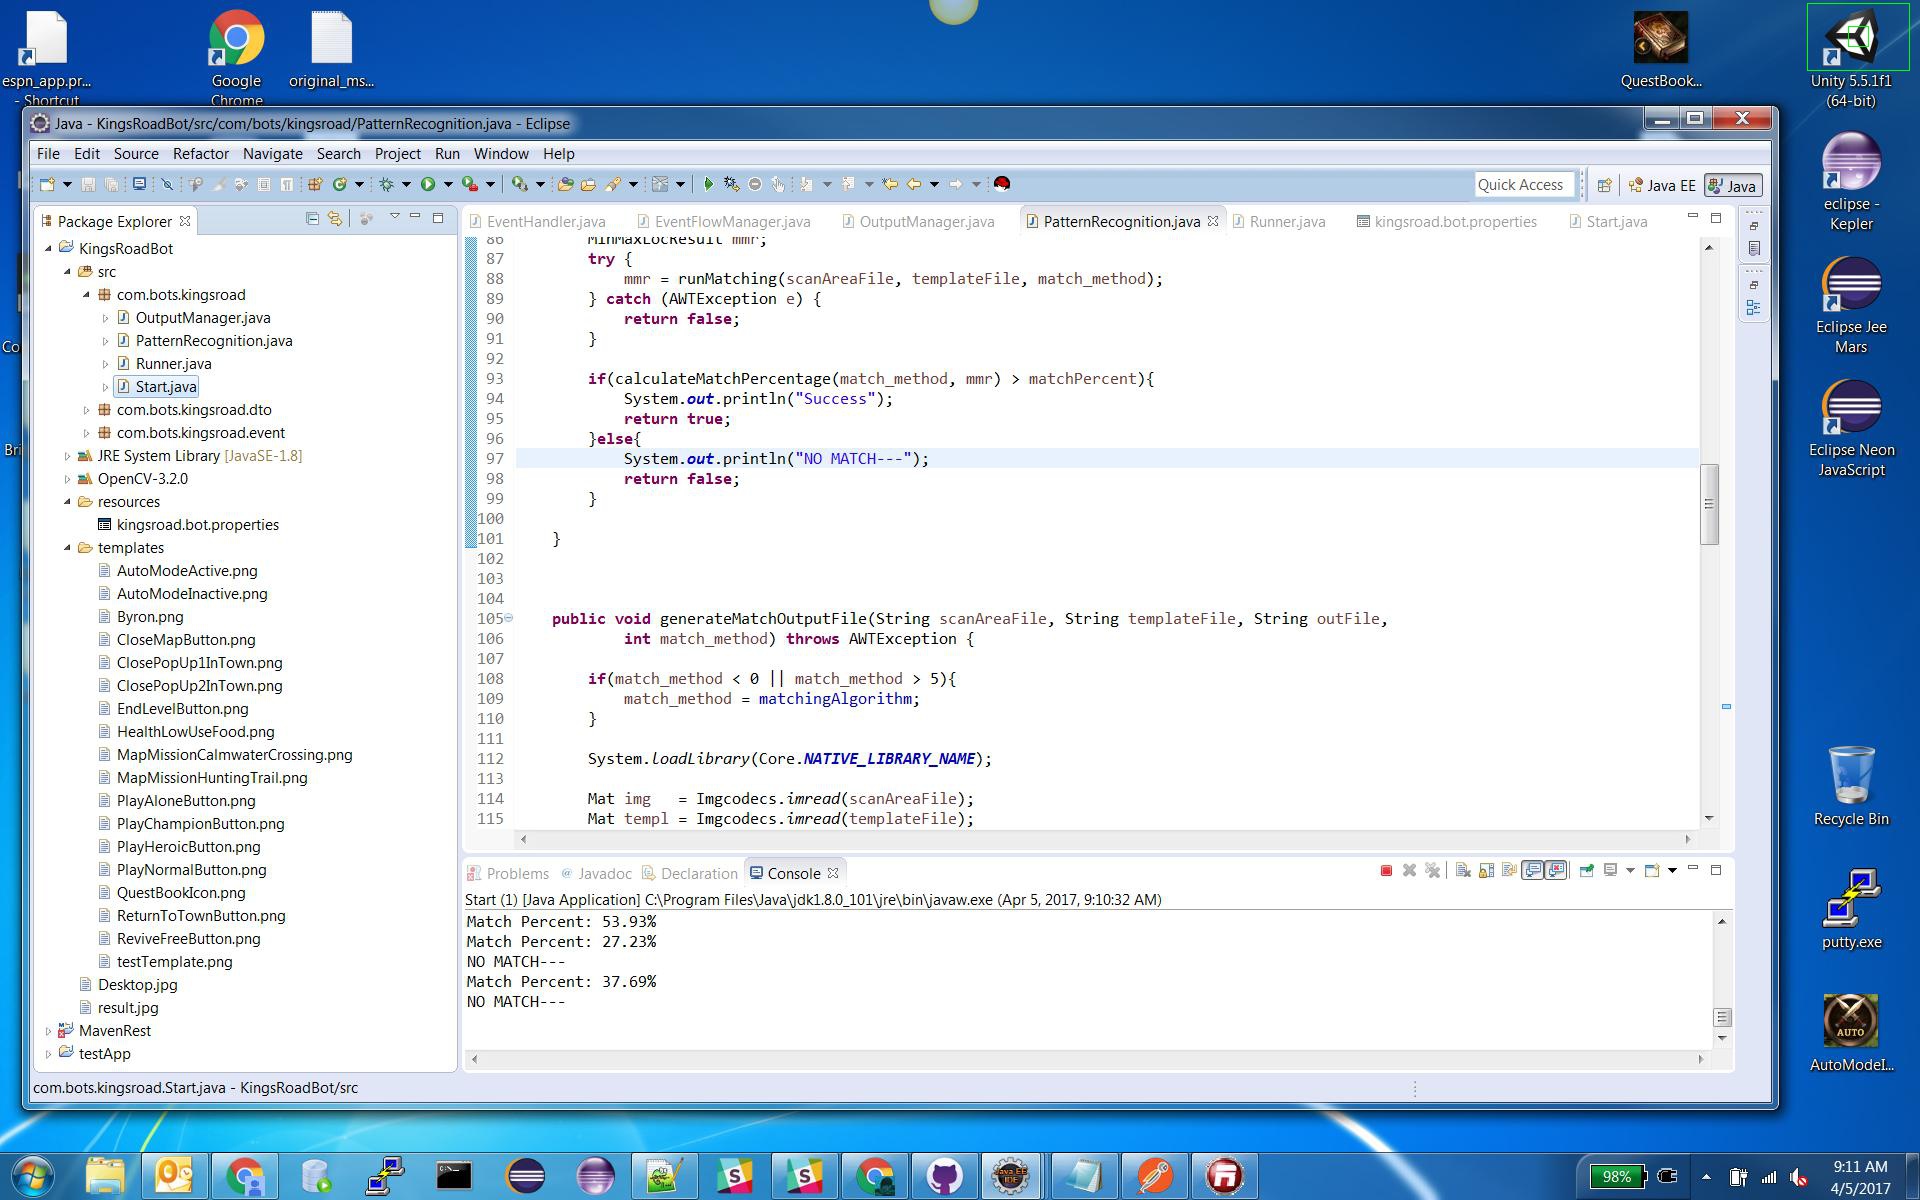 espn_app.pr...
- Shortcut
Google
Chrome
original_ms...
QuestBook...
Unity 5.5.1f1
(64-bit)
Java - KingsRoadBot/src/com/bots/kingsroad/PatternRecognition.java - Eclipse
File Edit Source Refactor Navigate Search Project Run Window Help
Quick Access
Java EE
Java
Package Explorer
KingsRoadBot
src
com.bots.kingsroad
OutputManager.java
PatternRecognition.java
Runner.java
Start.java
com.bots.kingsroad.dto
com.bots.kingsroad.event
JRE System Library [JavaSE-1.8]
OpenCV-3.2.0
resources
kingsroad.bot.properties
templates
AutoModeActive.png
AutoModeInactive.png
Byron.png
CloseMapButton.png
ClosePopUp1InTown.png
ClosePopUp2InTown.png
EndLevelButton.png
HealthLowUseFood.png
MapMissionCalmwaterCrossing.png
MapMissionHuntingTrail.png
PlayAloneButton.png
PlayChampionButton.png
PlayHeroicButton.png
PlayNormalButton.png
QuestBookIcon.png
ReturnToTownButton.png
ReviveFreeButton.png
testTemplate.png
Desktop.jpg
result.jpg
MavenRest
testApp
EventHandler.java EventFlowManager.java OutputManager.java PatternRecognition.java Runner.java kingsroad.bot.properties Start.java
86 MinMaxLocResult mmr;
87 try {
88 mmr = runMatching(scanAreaFile, templateFile, match_method);
89 } catch (AWTException e) {
90 return false;
91 }
92
93 if(calculateMatchPercentage(match_method, mmr) > matchPercent){
94 System.out.println("Success");
95 return true;
96 }else{
97 System.out.println("NO MATCH---");
98 return false;
99 }
100
101 }
102
103
104
105 public void generateMatchOutputFile(String scanAreaFile, String templateFile, String outFile,
106 int match_method) throws AWTException {
107
108 if(match_method < 0 || match_method > 5){
109 match_method = matchingAlgorithm;
110 }
111
112 System.loadLibrary(Core.NATIVE_LIBRARY_NAME);
113
114 Mat img = Imgcodecs.imread(scanAreaFile);
115 Mat templ = Imgcodecs.imread(templateFile);
Problems Javadoc Declaration Console
Start (1) [Java Application] C:\Program Files\Java\jdk1.8.0_101\jre\bin\javaw.exe (Apr 5, 2017, 9:10:32 AM)
Match Percent: 53.93%
Match Percent: 27.23%
NO MATCH---
Match Percent: 37.69%
NO MATCH---
com.bots.kingsroad.Start.java - KingsRoadBot/src
Co
Bri
eclipse -
Kepler
Eclipse Jee
Mars
Eclipse Neon
JavaScript
Recycle Bin
putty.exe
AUTO
AutoModeI...
Java EE
IDE
98%
9:11 AM
4/5/2017